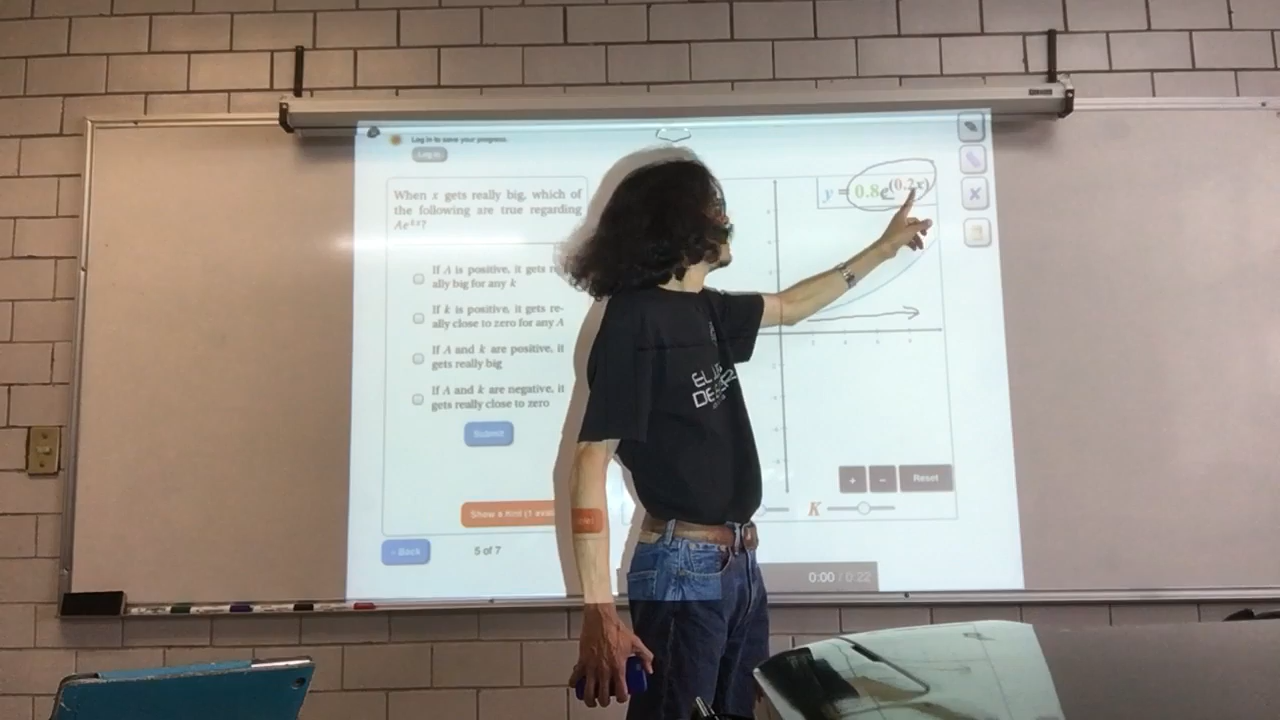 Log in to save your progress.
Log in
When x gets really big, which of
the following are true regarding
y = 0.8e^(0.2x)
If A is positive, it gets
ally big for any k
If k is positive, it gets re-
ally close to zero for any A
If A and k are positive, it
gets really big
If A and k are negative, it
gets really close to zero
Submit
+
-
Reset
K
Show a hint (1
Back
5 of 7
0:00 / 0:22